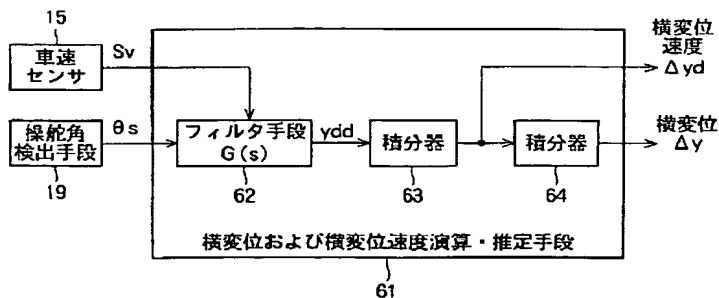 15
車速
センサ
Sv
操舵角
検出手段
19
θs
フィルタ手段
G(s)
62
ydd
積分器
63
積分器
64
横変位
速度
Δyd
横変位
Δy
横変位および横変位速度演算・推定手段
61